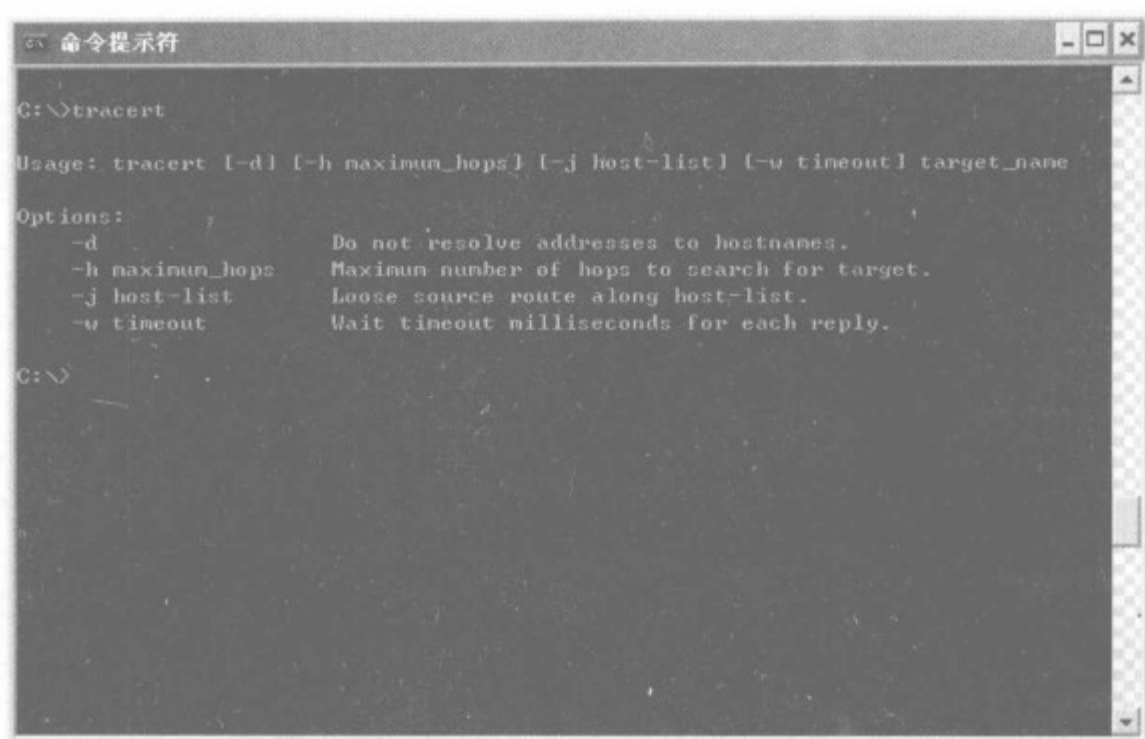 命令提示符
C:\>tracert
Usage: tracert [-d] [-h maximum_hops] [-j host-list] [-w timeout] target_name
Options:
-d Do not resolve addresses to hostnames.
-h maximum_hops Maximum number of hops to search for target.
-j host-list Loose source route along host-list.
-w timeout Wait timeout milliseconds for each reply.
C:\>